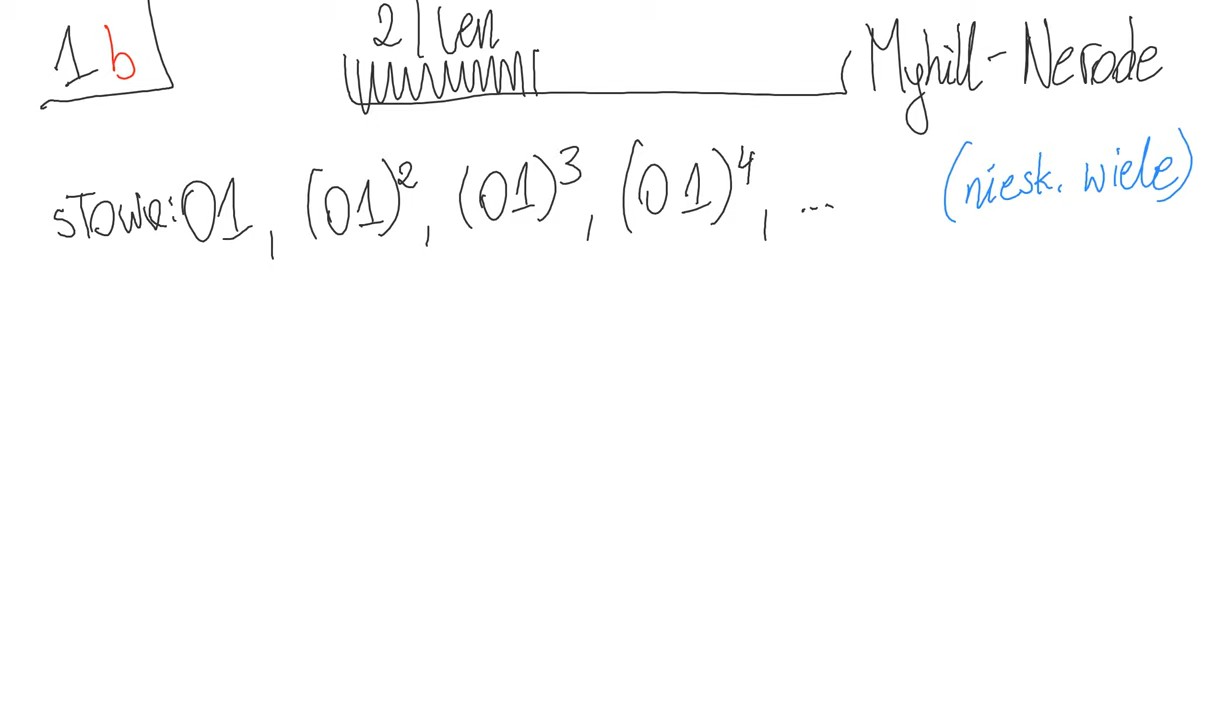 1b 2 | len Myhill-Nerode
słowa: 01, (01)², (01)³, (01)⁴, ... (niesk. wiele)